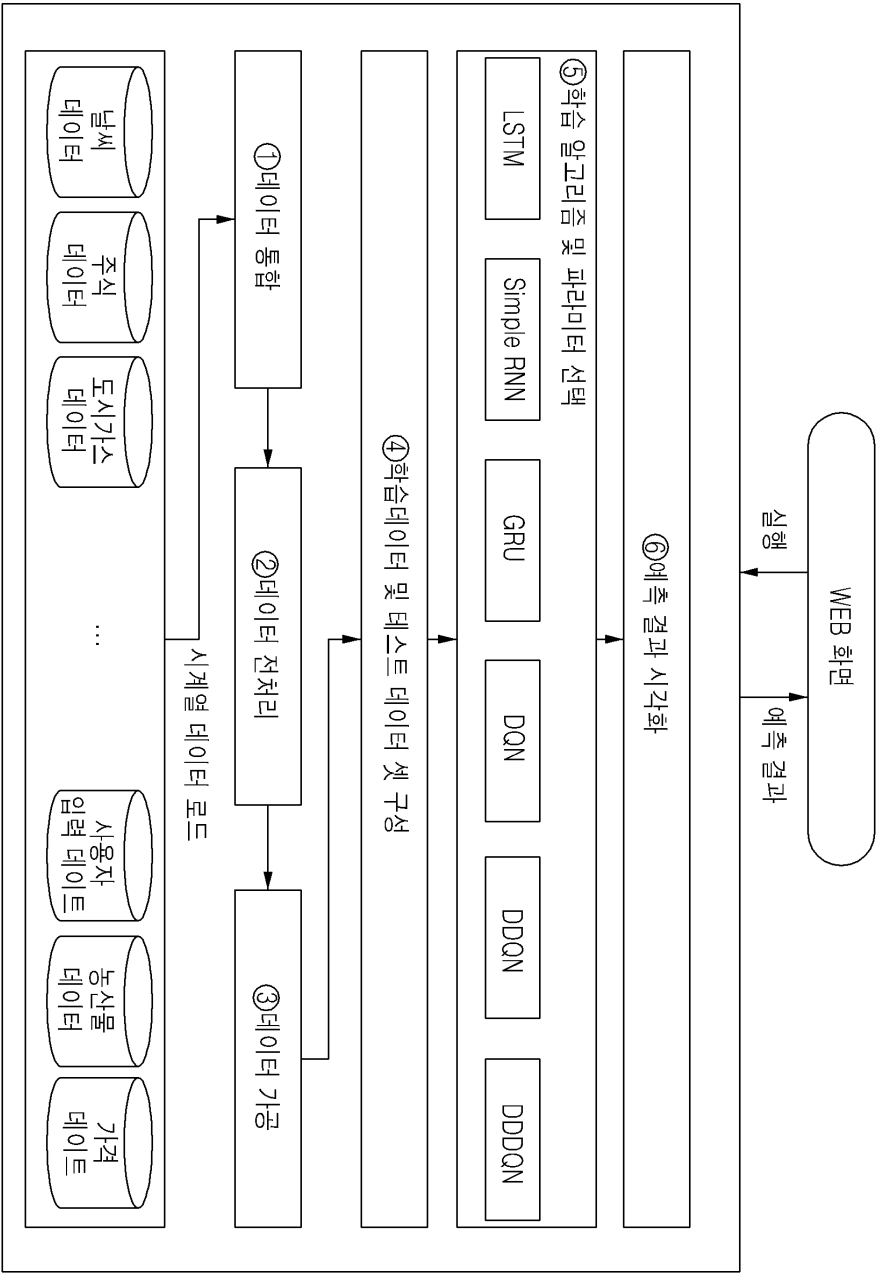 WEB 화면
실행
예측 결과
⑥예측 결과 시각화
⑤학습 알고리즘 및 파라미터 선택
LSTM
Simple RNN
GRU
DQN
DDQN
DDDQN
④학습데이터 및 테스트 데이터 셋 구성
①데이터 통합
②데이터 전처리
③데이터 가공
시계열 데이터 로드
날씨
데이터
주식
데이터
도시가스
데이터
...
사용자
입력 데이트
농산물
데이터
가격
데이트